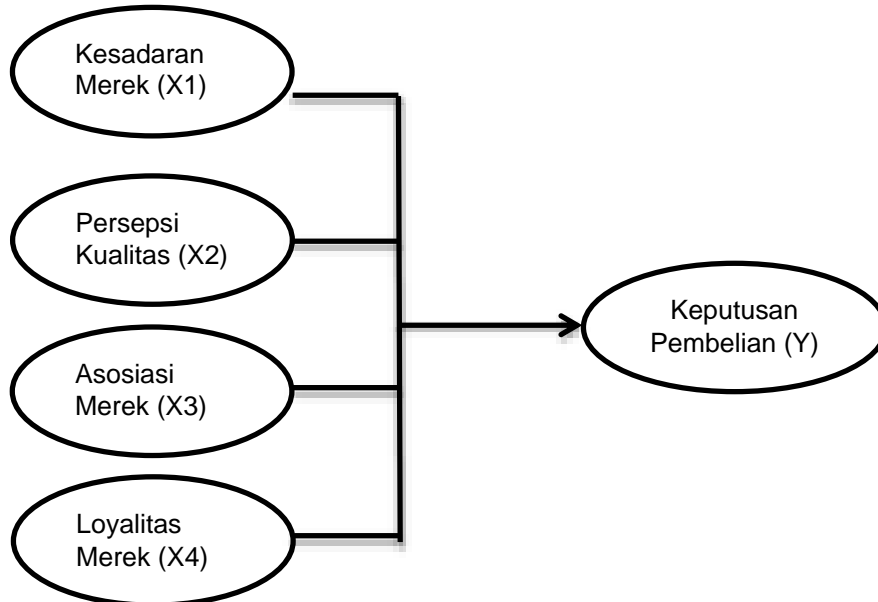 Kesadaran
Merek (X1)
Persepsi
Kualitas (X2)
Asosiasi
Merek (X3)
Loyalitas
Merek (X4)
Keputusan
Pembelian (Y)